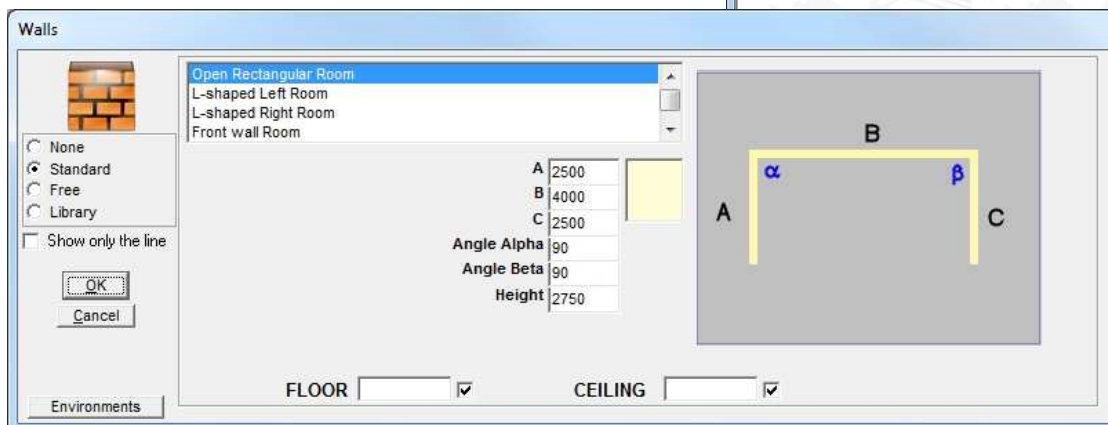 Walls
None
Standard
Free
Library
Show only the line
OK
Cancel
Environments
Open Rectangular Room
L-shaped Left Room
L-shaped Right Room
Front wall Room
A 2500
B 4000
C 2500
Angle Alpha 90
Angle Beta 90
Height 2750
B
α β
A C
FLOOR CEILING